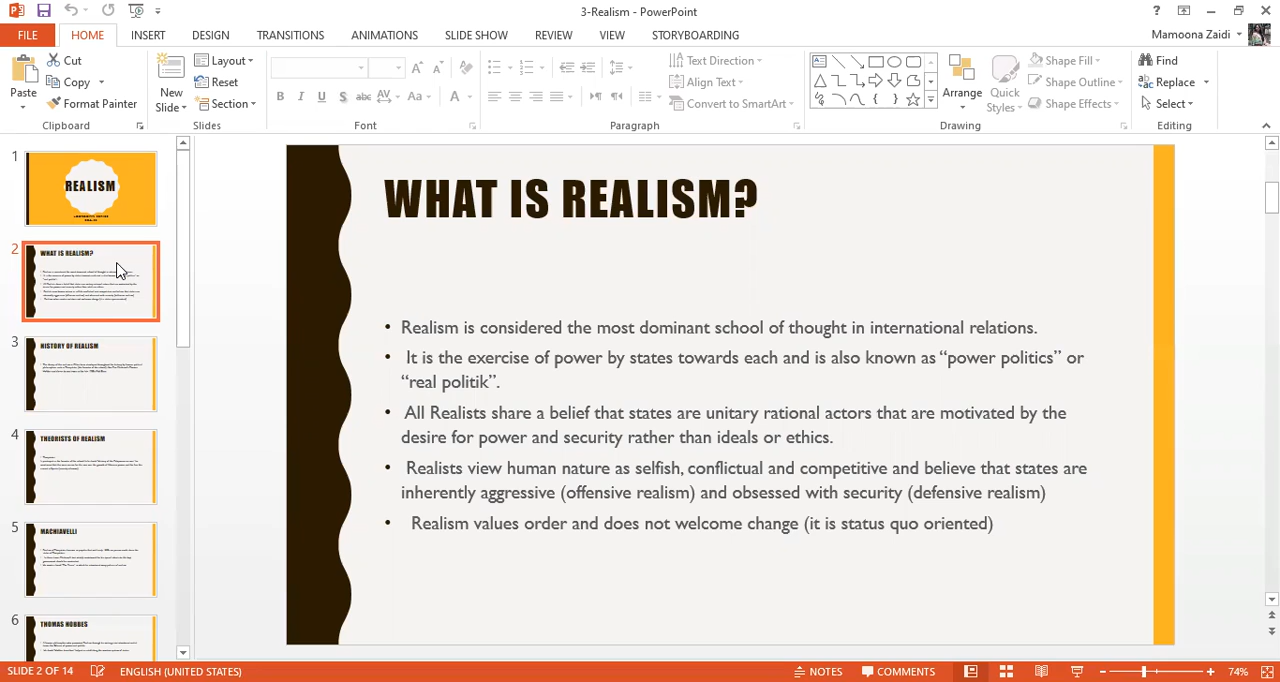 3-Realism - PowerPoint
FILE HOME INSERT DESIGN TRANSITIONS ANIMATIONS SLIDE SHOW REVIEW VIEW STORYBOARDING
Mamoona Zaidi
Paste
Cut
Copy
Format Painter
Clipboard
New Slide
Layout
Reset
Section
Slides
Font
Text Direction
Align Text
Convert to SmartArt
Paragraph
Arrange
Quick Styles
Shape Fill
Shape Outline
Shape Effects
Drawing
Find
Replace
Select
Editing
1
REALISM
2
WHAT IS REALISM?
3
HISTORY OF REALISM
4
THEORISTS OF REALISM
5
MACHIAVELLI
6
THOMAS HOBBES
WHAT IS REALISM?
• Realism is considered the most dominant school of thought in international relations.
• It is the exercise of power by states towards each and is also known as “power politics” or
“real politik”.
• All Realists share a belief that states are unitary rational actors that are motivated by the
desire for power and security rather than ideals or ethics.
• Realists view human nature as selfish, conflictual and competitive and believe that states are
inherently aggressive (offensive realism) and obsessed with security (defensive realism)
• Realism values order and does not welcome change (it is status quo oriented)
SLIDE 2 OF 14 ENGLISH (UNITED STATES) NOTES COMMENTS 74%